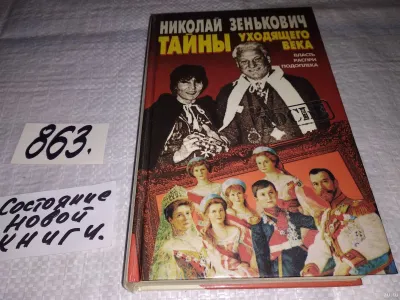 НИКОЛАЙ ЗЕНЬКОВИЧ
ТАЙНЫ
УХОДЯЩЕГО
ВЕКА
ВЛАСТЬ
РАСПРИ
ПОДОПЛЕКА
863.
Состояние
новой
книги.